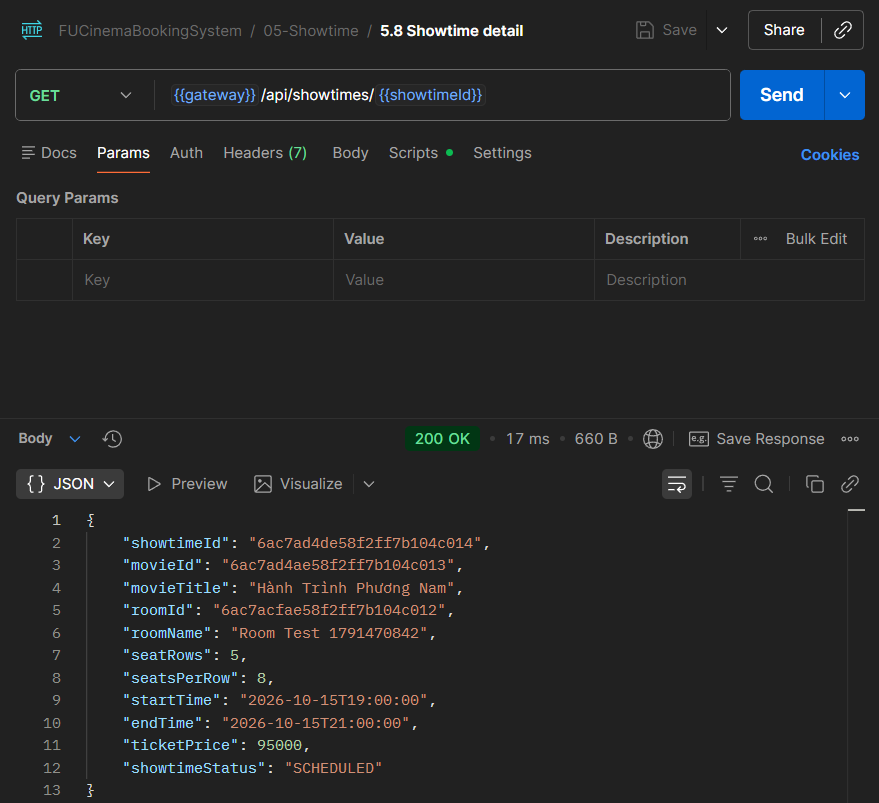 HTTP FUCinemaBookingSystem / 05-Showtime / 5.8 Showtime detail Save Share
GET {{gateway}} /api/showtimes/ {{showtimeId}} Send
Docs Params Auth Headers (7) Body Scripts Settings Cookies
Query Params
Key Value Description Bulk Edit
Key Value Description
Body 200 OK 17 ms 660 B e.g. Save Response
{} JSON Preview Visualize
1 {
2 "showtimeId": "6ac7ad4de58f2ff7b104c014",
3 "movieId": "6ac7ad4ae58f2ff7b104c013",
4 "movieTitle": "Hành Trình Phương Nam",
5 "roomId": "6ac7acfae58f2ff7b104c012",
6 "roomName": "Room Test 1791470842",
7 "seatRows": 5,
8 "seatsPerRow": 8,
9 "startTime": "2026-10-15T19:00:00",
10 "endTime": "2026-10-15T21:00:00",
11 "ticketPrice": 95000,
12 "showtimeStatus": "SCHEDULED"
13 }